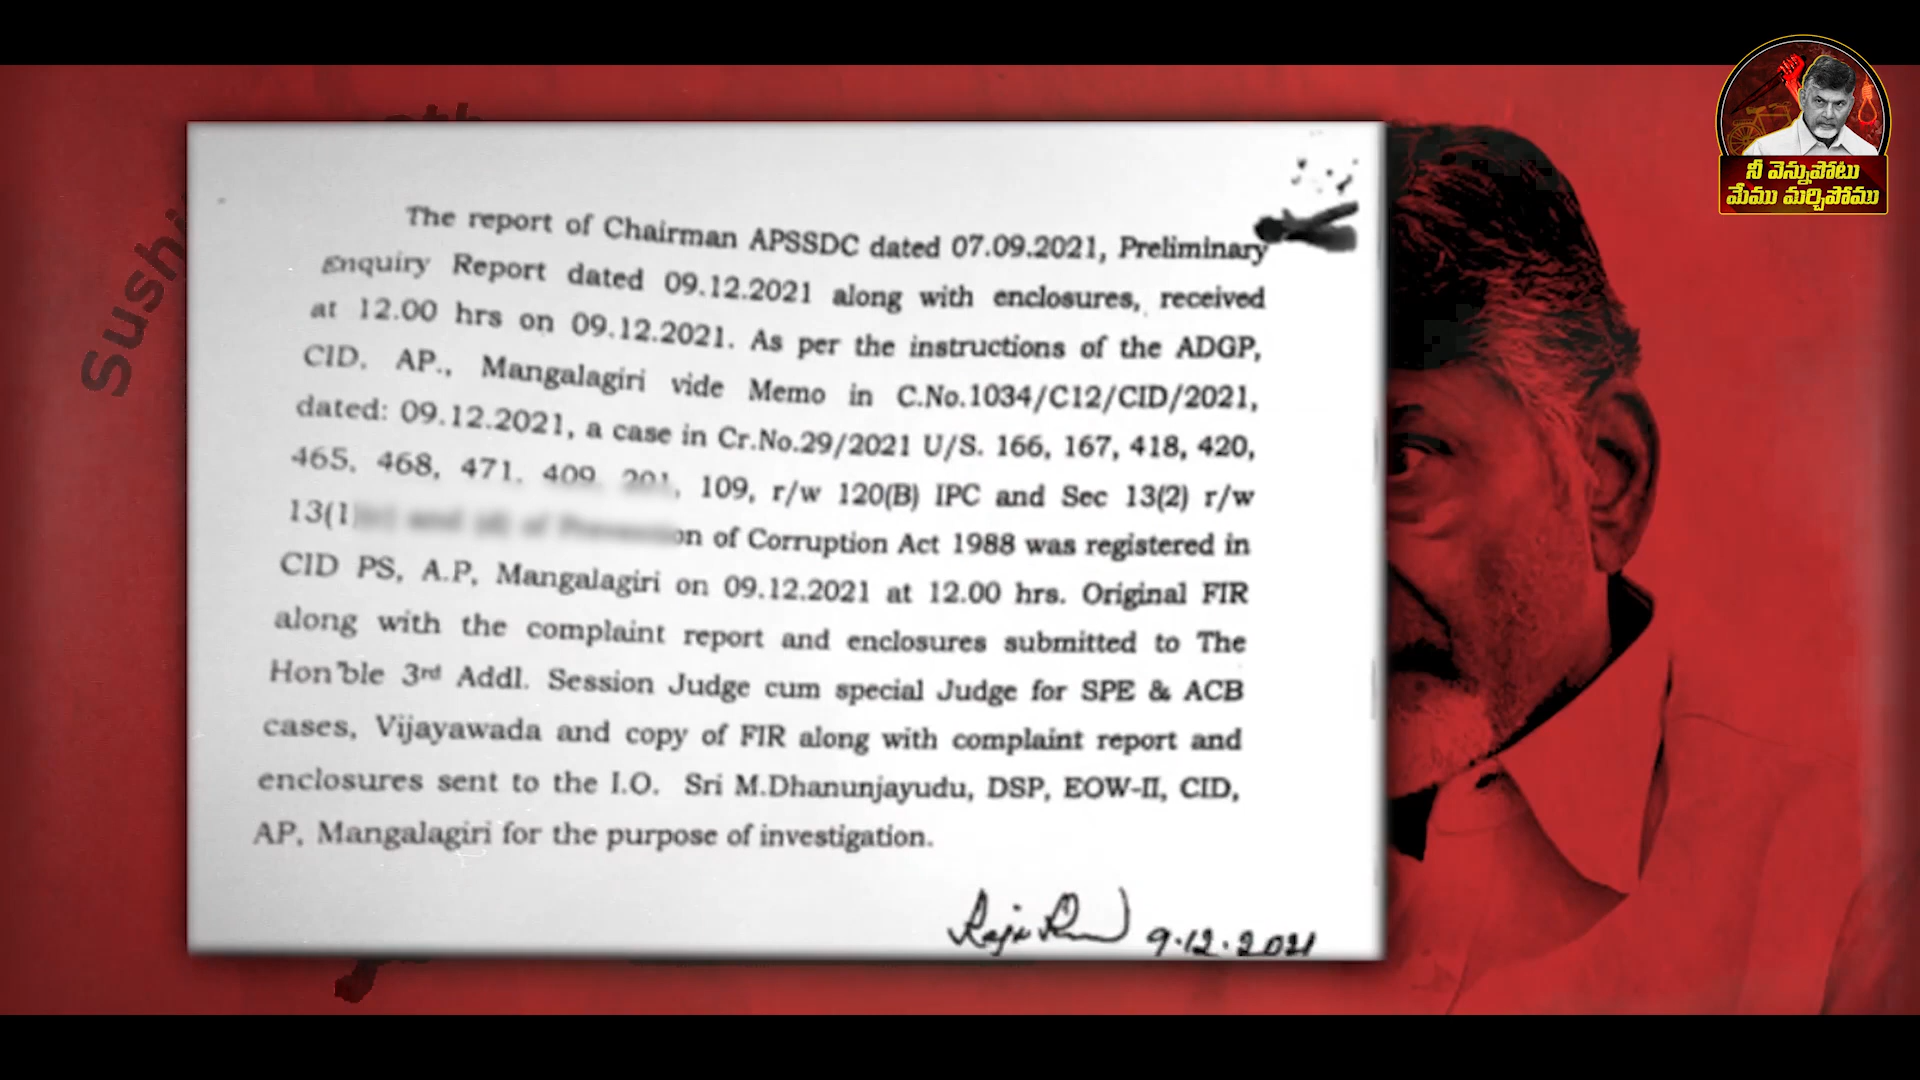 The report of Chairman APSSDC dated 07.09.2021, Preliminary
Enquiry Report dated 09.12.2021 along with enclosures, received
at 12.00 hrs on 09.12.2021. As per the instructions of the ADGP,
CID, AP., Mangalagiri vide Memo in C.No.1034/C12/CID/2021,
dated: 09.12.2021, a case in Cr.No.29/2021 U/S. 166, 167, 418, 420,
465, 468, 471, 409, 201, 109, r/w 120(B) IPC and Sec 13(2) r/w
13(1 on of Corruption Act 1988 was registered in
CID PS, A.P, Mangalagiri on 09.12.2021 at 12.00 hrs. Original FIR
along with the complaint report and enclosures submitted to The
Hon'ble 3rd Addl. Session Judge cum special Judge for SPE & ACB
cases, Vijayawada and copy of FIR along with complaint report and
enclosures sent to the I.O. Sri M.Dhanunjayudu, DSP, EOW-II, CID,
AP, Mangalagiri for the purpose of investigation.
9.12.2021
నీ వెన్నుపోటు
మేము మర్చిపోము